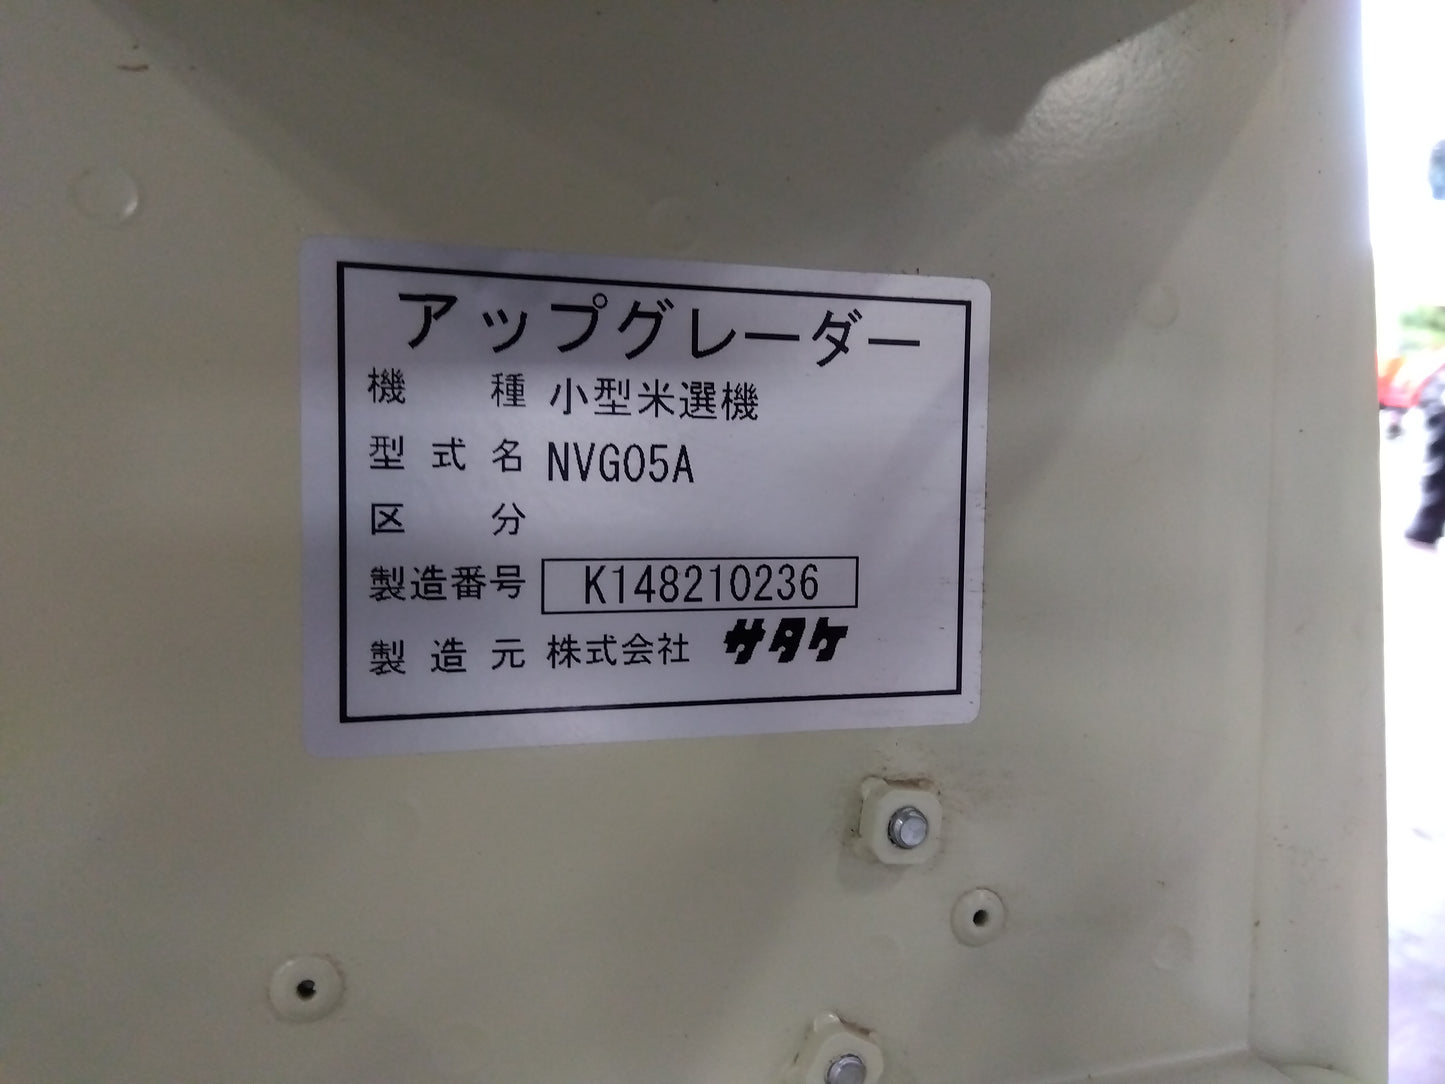 アップグレーダー
機種 小型米選機
型式名 NVG05A
区分
製造番号 K148210236
製造元 株式会社 サタケ